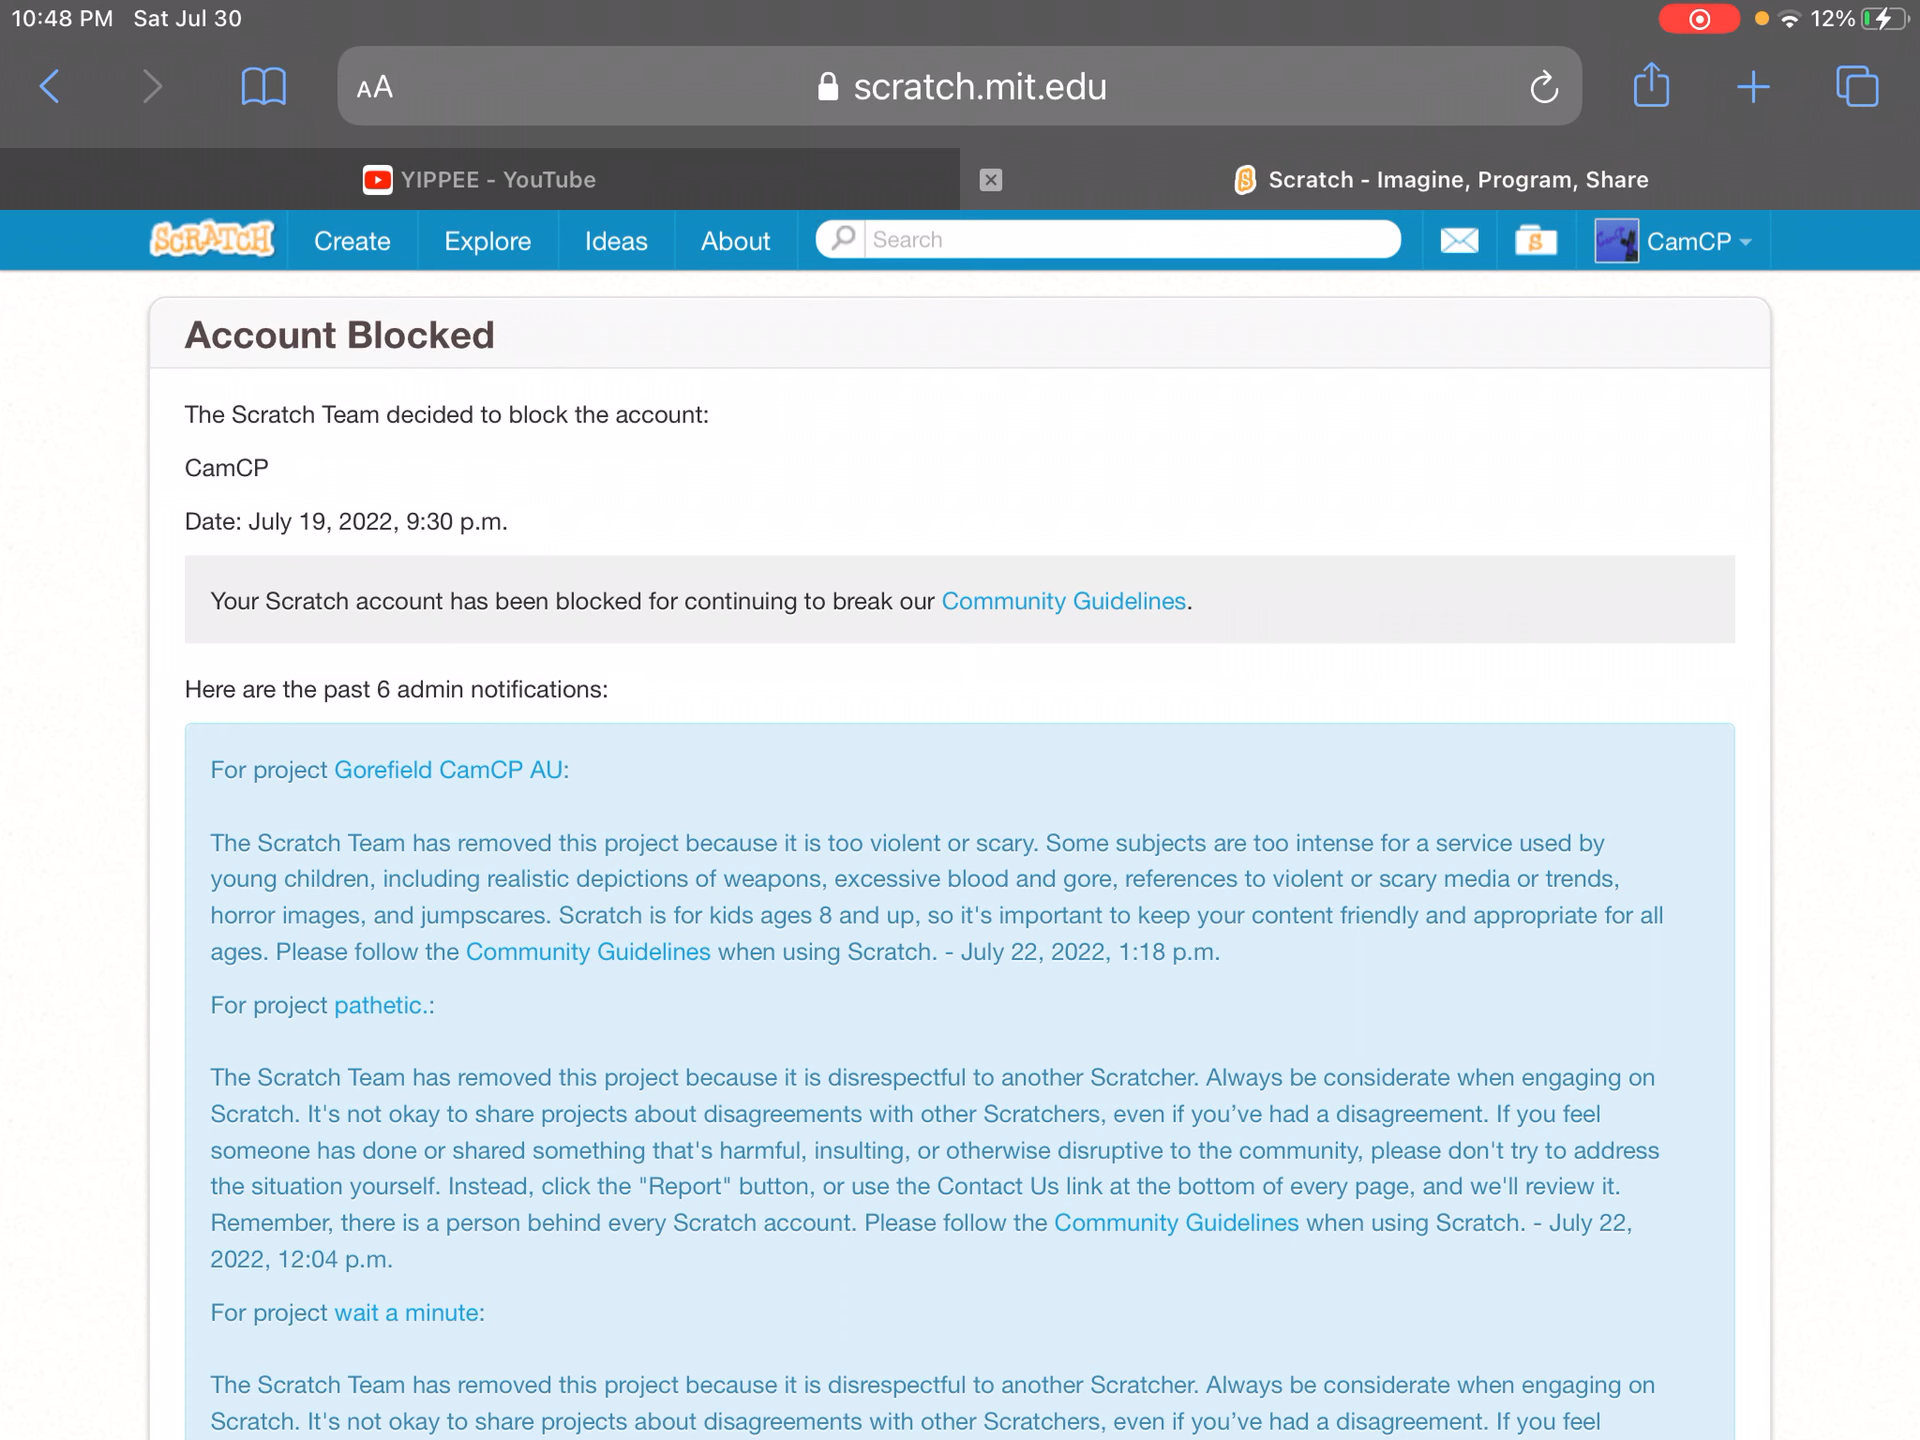 10:48 PM Sat Jul 30
12%
AA
scratch.mit.edu
YIPPEE - YouTube
Scratch - Imagine, Program, Share
SCRATCH
Create
Explore
Ideas
About
Search
CamCP
Account Blocked
The Scratch Team decided to block the account:
CamCP
Date: July 19, 2022, 9:30 p.m.
Your Scratch account has been blocked for continuing to break our Community Guidelines.
Here are the past 6 admin notifications:
For project Gorefield CamCP AU:
The Scratch Team has removed this project because it is too violent or scary. Some subjects are too intense for a service used by
young children, including realistic depictions of weapons, excessive blood and gore, references to violent or scary media or trends,
horror images, and jumpscares. Scratch is for kids ages 8 and up, so it's important to keep your content friendly and appropriate for all
ages. Please follow the Community Guidelines when using Scratch. - July 22, 2022, 1:18 p.m.
For project pathetic.:
The Scratch Team has removed this project because it is disrespectful to another Scratcher. Always be considerate when engaging on
Scratch. It's not okay to share projects about disagreements with other Scratchers, even if you’ve had a disagreement. If you feel
someone has done or shared something that's harmful, insulting, or otherwise disruptive to the community, please don't try to address
the situation yourself. Instead, click the "Report" button, or use the Contact Us link at the bottom of every page, and we'll review it.
Remember, there is a person behind every Scratch account. Please follow the Community Guidelines when using Scratch. - July 22,
2022, 12:04 p.m.
For project wait a minute:
The Scratch Team has removed this project because it is disrespectful to another Scratcher. Always be considerate when engaging on
Scratch. It's not okay to share projects about disagreements with other Scratchers, even if you’ve had a disagreement. If you feel